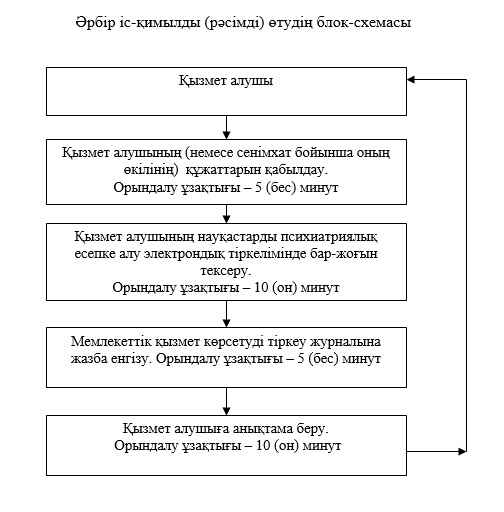 Әрбір іс-қимылды (рәсімді) өтудің блок-схемасы
Қызмет алушы
Қызмет алушының (немесе сенімхат бойынша оның
өкілінің) құжаттарын қабылдау.
Орындалу ұзақтығы – 5 (бес) минут
Қызмет алушының науқастарды психиатриялық
есепке алу электрондық тіркелімінде бар-жоғын
тексеру.
Орындалу ұзақтығы – 10 (он) минут
Мемлекеттік қызмет көрсетуді тіркеу журналына
жазба енгізу. Орындалу ұзақтығы – 5 (бес) минут
Қызмет алушыға анықтама беру.
Орындалу ұзақтығы – 10 (он) минут